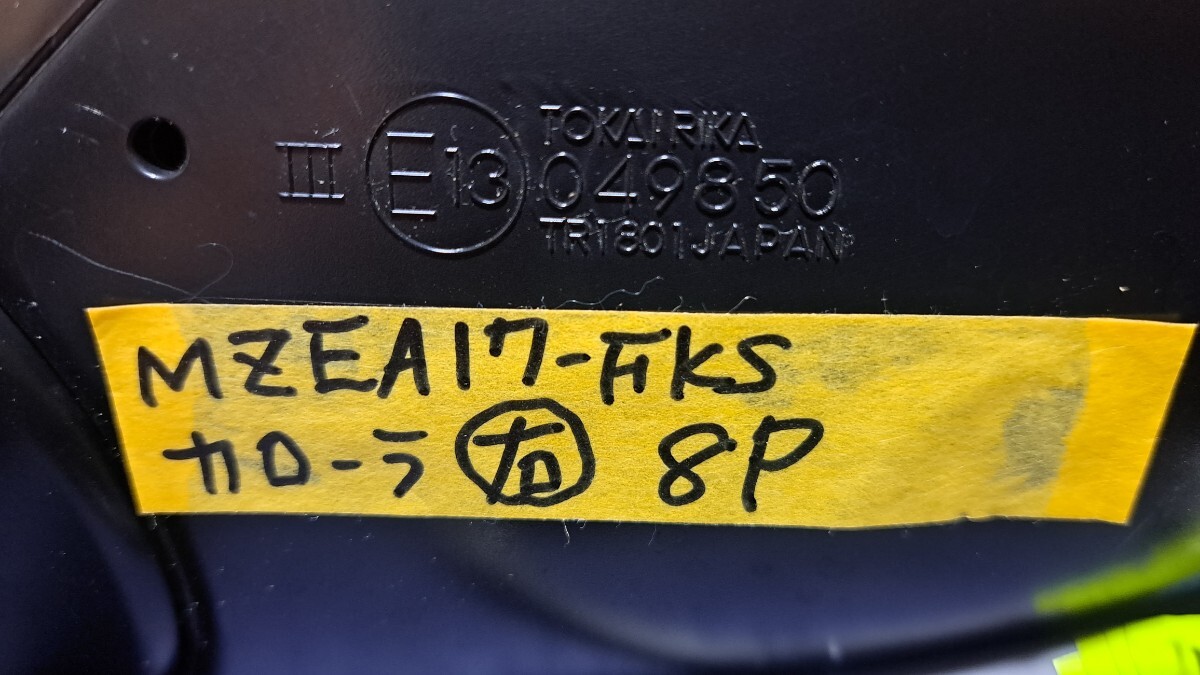 TOKAI RIKA
III E13 049850
TR1801 JAPAN
MZEA17-FKS
カローラ 右 8P